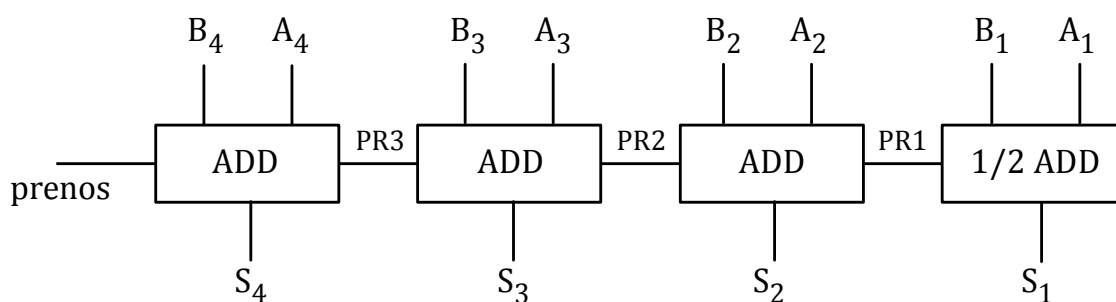 B₄ A₄ B₃ A₃ B₂ A₂ B₁ A₁
PR3 PR2 PR1
ADD ADD ADD 1/2 ADD
prenos
S₄ S₃ S₂ S₁